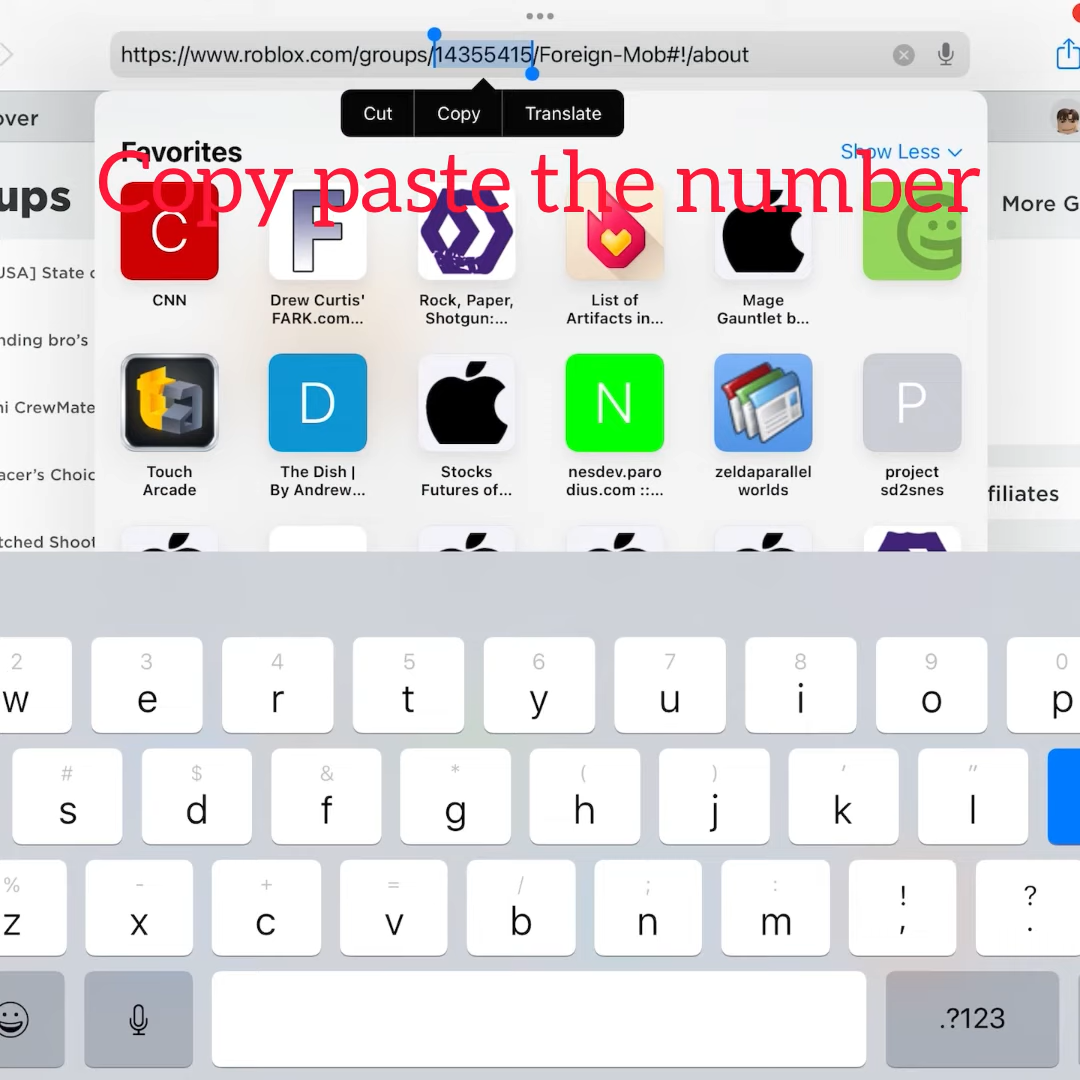 https://www.roblox.com/groups/14355415/Foreign-Mob#!/about
over
Cut Copy Translate
Favorites
Show Less
Copy paste the number
ups
More G
C
F
USA] State
CNN
Drew Curtis'
FARK.com...
Rock, Paper,
Shotgun:...
List of
Artifacts in...
Mage
Gauntlet b...
nding bro's
ni CrewMate
ta
D
N
P
acer's Choic
Touch
Arcade
The Dish |
By Andrew...
Stocks
Futures of...
nesdev.paro
dius.com ::...
zeldaparallel
worlds
project
sd2snes
filiates
tched Shoot
2 3 4 5 6 7 8 9 0
w e r t y u i o p
# $ & * ( ) ' "
s d f g h j k l
% - + = / ; : ! ?
z x c v b n m , .
.?123